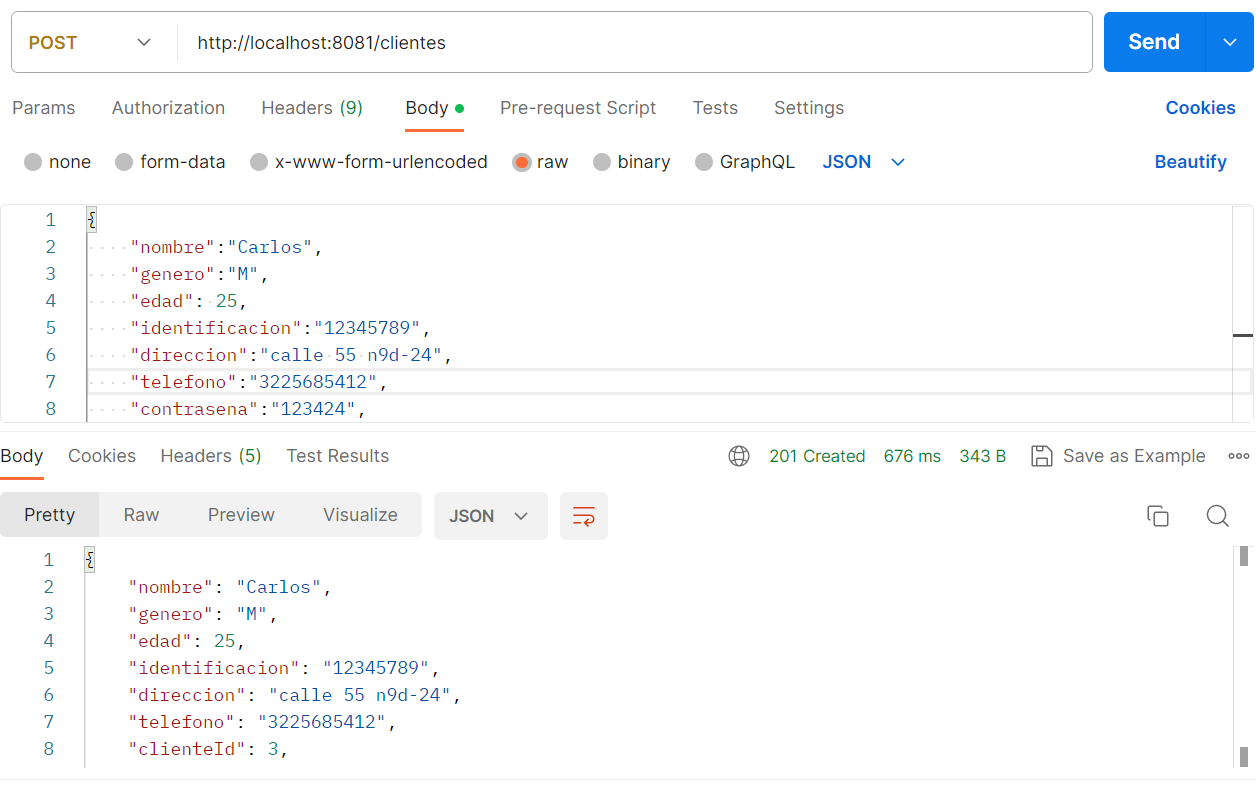 POST http://localhost:8081/clientes Send
Params Authorization Headers (9) Body Pre-request Script Tests Settings Cookies
none form-data x-www-form-urlencoded raw binary GraphQL JSON Beautify
1 {
2 "nombre":"Carlos",
3 "genero":"M",
4 "edad": 25,
5 "identificacion":"12345789",
6 "direccion":"calle 55 n9d-24",
7 "telefono":"3225685412",
8 "contrasena":"123424",
Body Cookies Headers (5) Test Results 201 Created 676 ms 343 B Save as Example
Pretty Raw Preview Visualize JSON
1 {
2 "nombre": "Carlos",
3 "genero": "M",
4 "edad": 25,
5 "identificacion": "12345789",
6 "direccion": "calle 55 n9d-24",
7 "telefono": "3225685412",
8 "clienteId": 3,